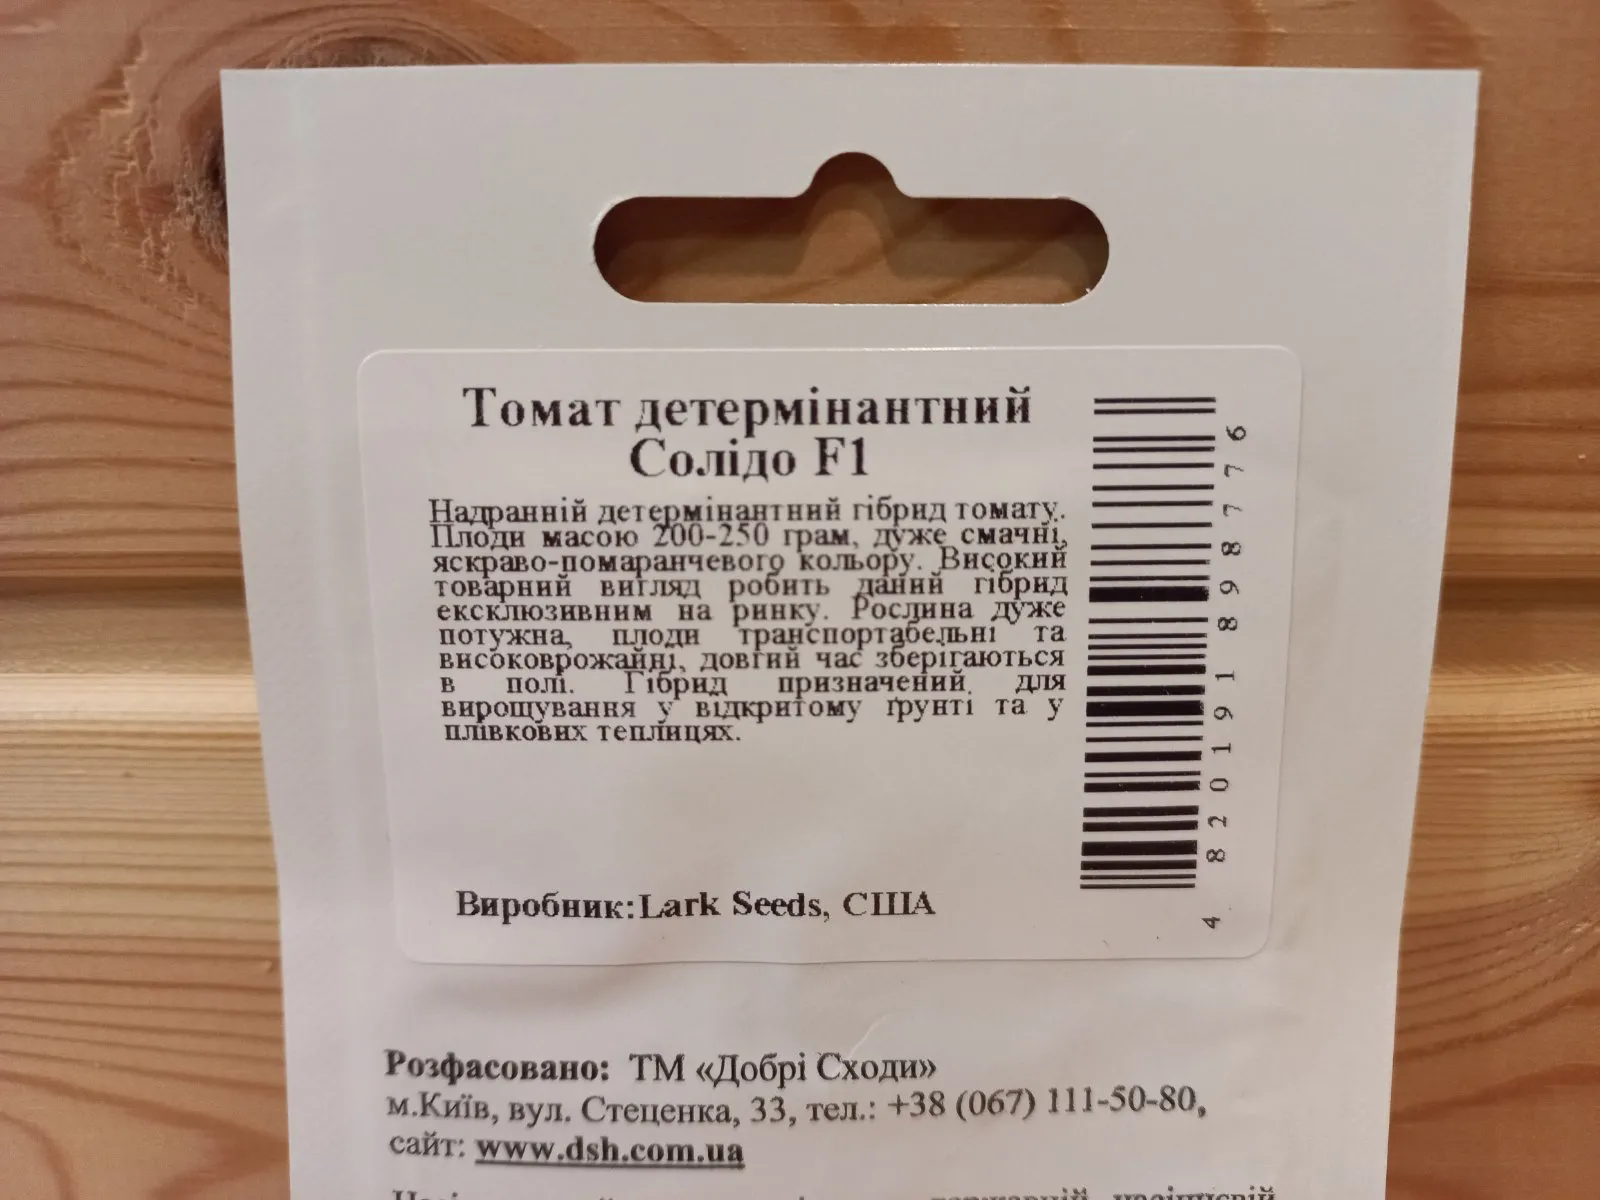 Томат детермінантний
Солідо F1
Надранній детермінантний гібрид томату.
Плоди масою 200-250 грам, дуже смачні,
яскраво-помаранчевого кольору. Високий
товарний вигляд робить даний гібрид
ексклюзивним на ринку. Рослина дуже
потужна, плоди транспортабельні та
високоврожайні, довгий час зберігаються
в полі. Гібрид призначений для
вирощування у відкритому ґрунті та у
плівкових теплицях.
Виробник:Lark Seeds, США
4 820191 898776
Розфасовано: ТМ «Добрі Сходи»
м.Київ, вул. Стеценка, 33, тел.: +38 (067) 111-50-80,
сайт: www.dsh.com.ua